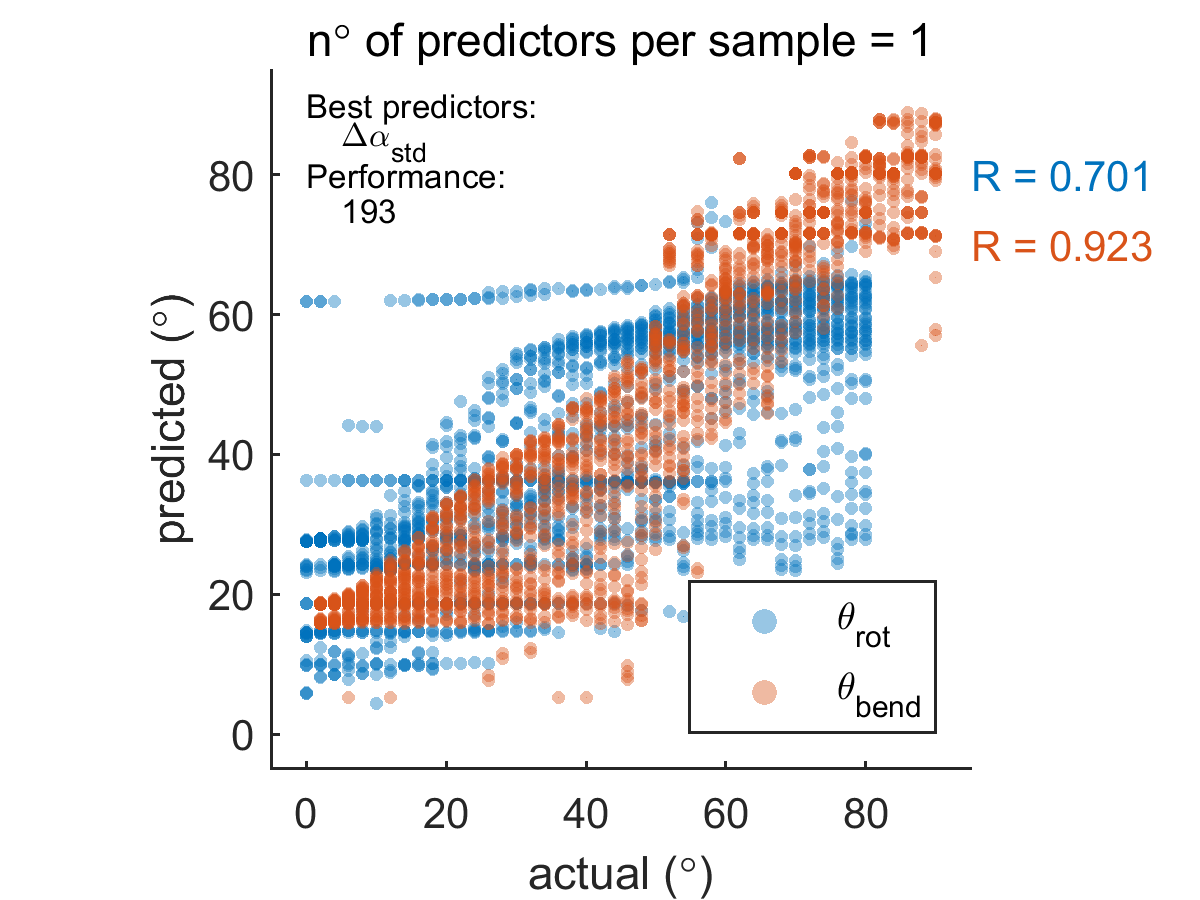 n° of predictors per sample = 1
Best predictors:
Δα_std
Performance:
193
R = 0.701
R = 0.923
80
60
40
20
0
predicted (°)
θ_rot
θ_bend
0 20 40 60 80
actual (°)